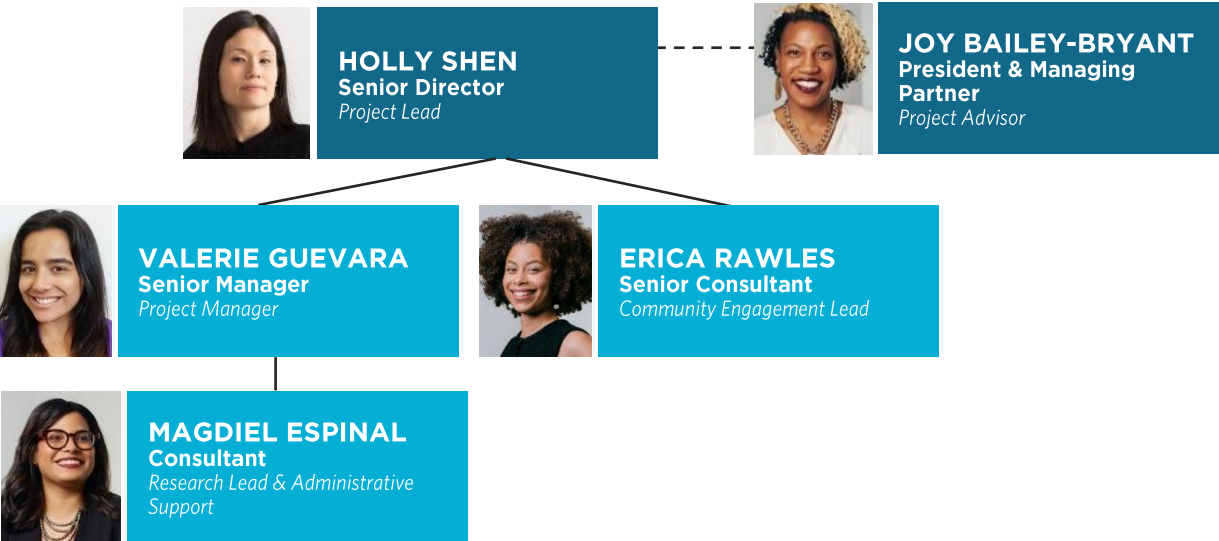 HOLLY SHEN
Senior Director
Project Lead
JOY BAILEY-BRYANT
President & Managing
Partner
Project Advisor
VALERIE GUEVARA
Senior Manager
Project Manager
ERICA RAWLES
Senior Consultant
Community Engagement Lead
MAGDIEL ESPINAL
Consultant
Research Lead & Administrative
Support